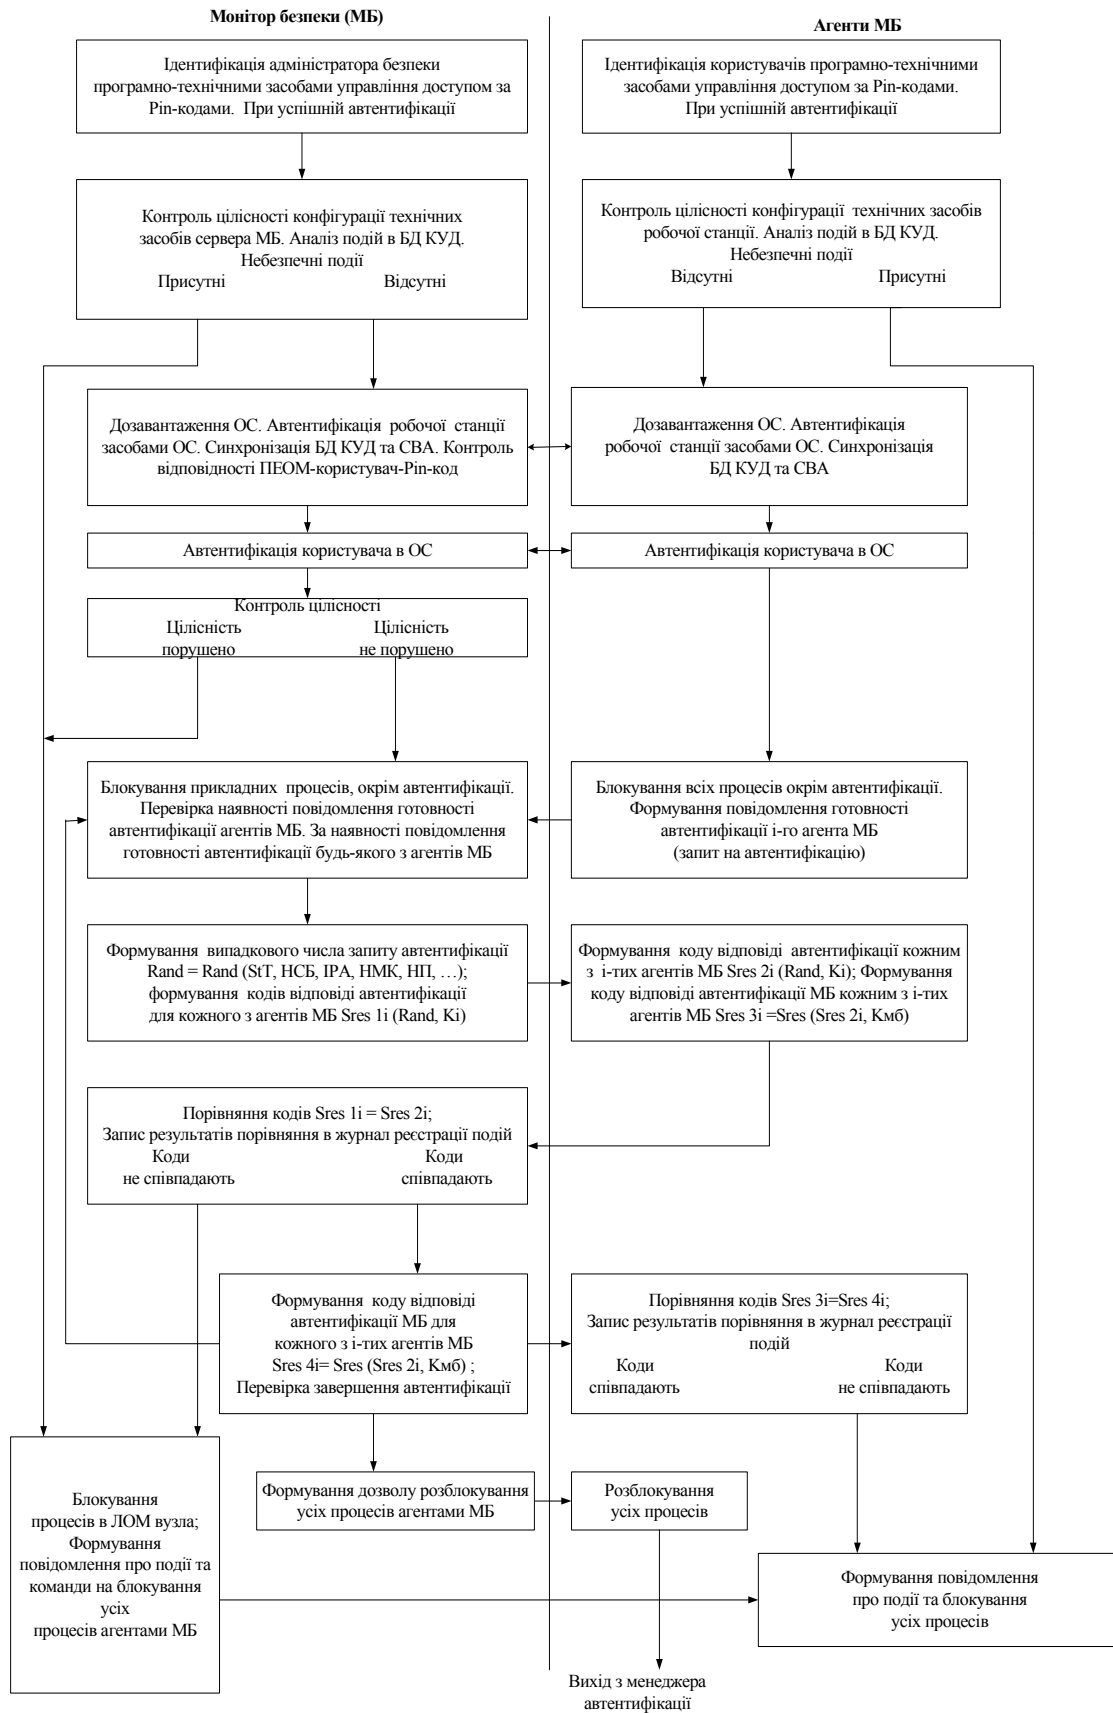 Монітор безпеки (МБ)
Агенти МБ
Ідентифікація адміністратора безпеки
програмно-технічними засобами управління доступом за
Pin-кодами. При успішній автентифікації
Ідентифікація користувачів програмно-технічними
засобами управління доступом за Pin-кодами.
При успішній автентифікації
Контроль цілісності конфігурації технічних
засобів сервера МБ. Аналіз подій в БД КУД.
Небезпечні події
Присутні Відсутні
Контроль цілісності конфігурації технічних засобів
робочої станції. Аналіз подій в БД КУД.
Небезпечні події
Відсутні Присутні
Дозавантаження ОС. Автентифікація робочої станції
засобами ОС. Синхронізація БД КУД та СВА. Контроль
відповідності ПЕОМ-користувач-Pin-код
Дозавантаження ОС. Автентифікація
робочої станції засобами ОС. Синхронізація
БД КУД та СВА
Автентифікація користувача в ОС
Автентифікація користувача в ОС
Контроль цілісності
Цілісність Цілісність
порушено не порушено
Блокування прикладних процесів, окрім автентифікації.
Перевірка наявності повідомлення готовності
автентифікації агентів МБ. За наявності повідомлення
готовності автентифікації будь-якого з агентів МБ
Блокування всіх процесів окрім автентифікації.
Формування повідомлення готовності
автентифікації і-го агента МБ
(запит на автентифікацію)
Формування випадкового числа запиту автентифікації
Rand = Rand (StT, НСБ, IPA, НМК, НП, …);
формування кодів відповіді автентифікації
для кожного з агентів МБ Sres 1i (Rand, Ki)
Формування коду відповіді автентифікації кожним
з і-тих агентів МБ Sres 2i (Rand, Ki); Формування
коду відповіді автентифікації МБ кожним з і-тих
агентів МБ Sres 3i =Sres (Sres 2i, Kмб)
Порівняння кодів Sres 1i = Sres 2i;
Запис результатів порівняння в журнал реєстрації подій
Коди Коди
не співпадають співпадають
Формування коду відповіді
автентифікації МБ для
кожного з і-тих агентів МБ
Sres 4i= Sres (Sres 2i, Kмб) ;
Перевірка завершення автентифікації
Порівняння кодів Sres 3i=Sres 4i;
Запис результатів порівняння в журнал реєстрації
подій
Коди Коди
співпадають не співпадають
Блокування
процесів в ЛОМ вузла;
Формування
повідомлення про події та
команди на блокування
усіх
процесів агентами МБ
Формування дозволу розблокування
усіх процесів агентами МБ
Розблокування
усіх процесів
Формування повідомлення
про події та блокування
усіх процесів
Вихід з менеджера
автентифікації